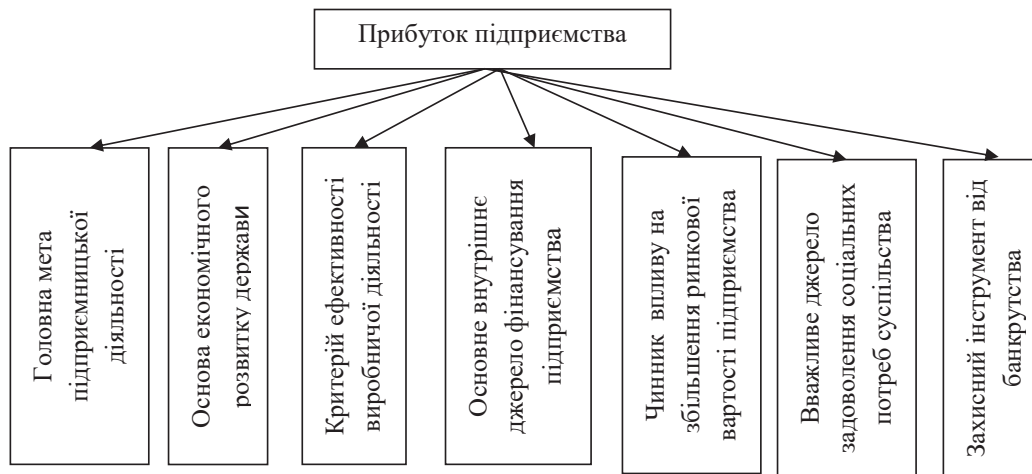 Прибуток підприємства
Головна мета
підприємницької
діяльності
Основа економічного
розвитку держави
Критерій ефективності
виробничої діяльності
Основне внутрішнє
джерело фінансування
підприємства
Чинник впливу на
збільшення ринкової
вартості підприємства
Вважливе джерело
задоволення соціальних
потреб суспільства
Захисний інструмент від
банкрутства